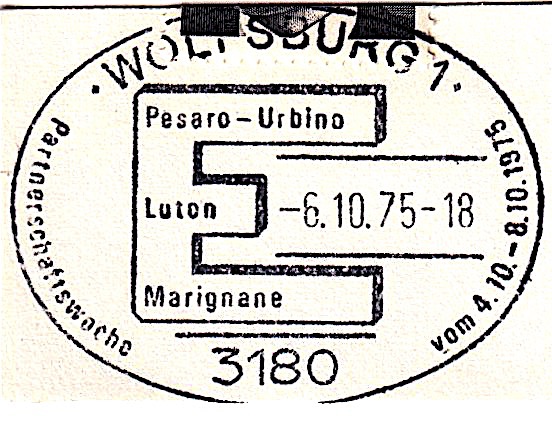 WOLFSBURG 1
Partnerschaftswoche
Pesaro-Urbino
Luton
Marignane
-6.10.75-18
vom 4.10.-8.10.1975
3180